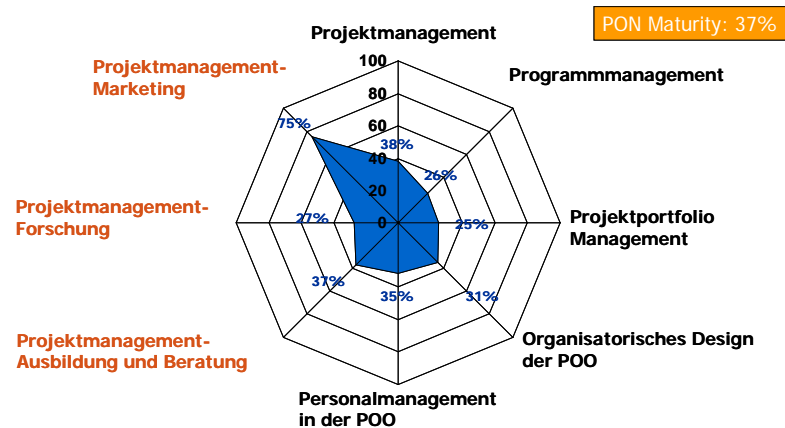 PON Maturity: 37%
Projektmanagement
Projektmanagement-
Marketing
Programmmanagement
100
80
60
40
20
0
75%
38%
26%
27%
25%
37%
35%
31%
Projektmanagement-
Forschung
Projektportfolio
Management
Projektmanagement-
Ausbildung und Beratung
Organisatorisches Design
der POO
Personalmanagement
in der POO